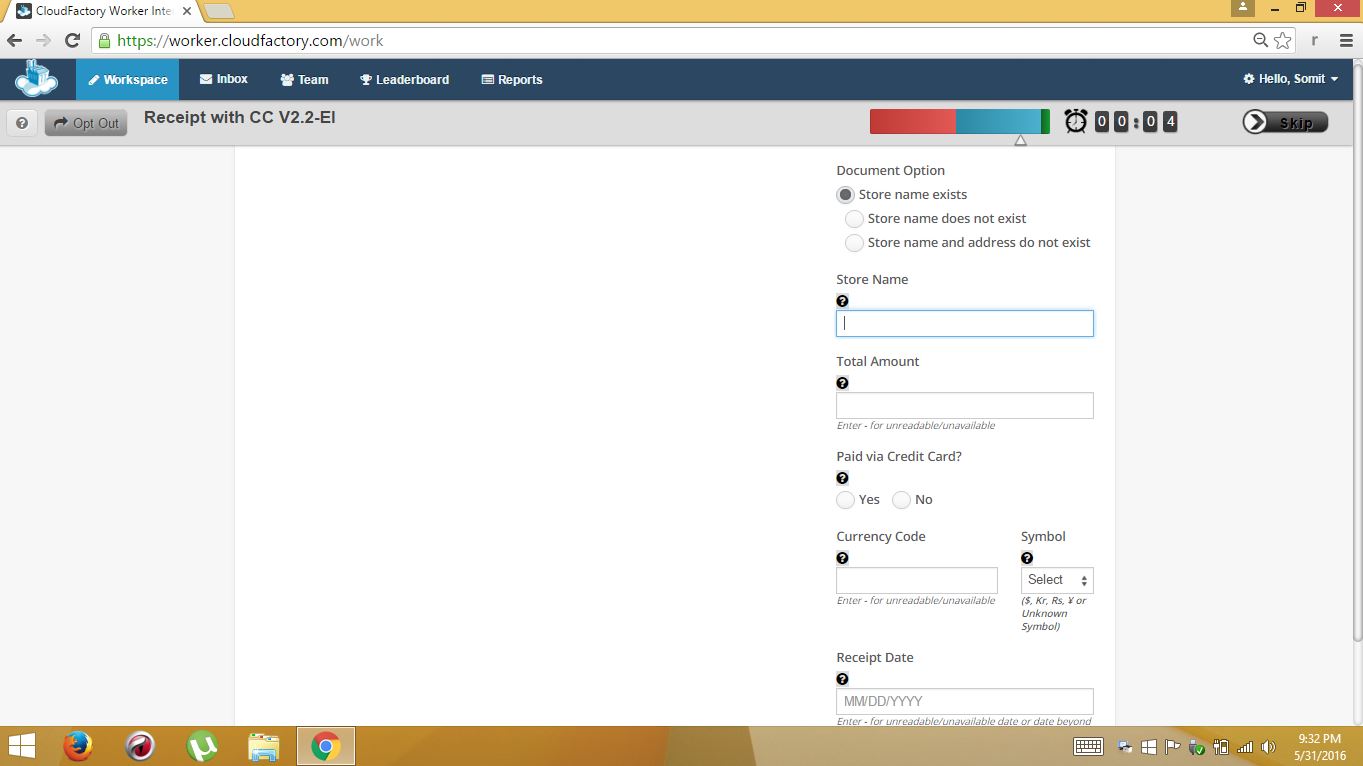 CloudFactory Worker Inte
https://worker.cloudfactory.com/work
r
Workspace Inbox Team Leaderboard Reports Hello, Somit
? Opt Out Receipt with CC V2.2-EI 00:04 Skip
Document Option
Store name exists
Store name does not exist
Store name and address do not exist
Store Name
?
Total Amount
?
Enter - for unreadable/unavailable
Paid via Credit Card?
?
Yes No
Currency Code Symbol
? ?
Select
Enter - for unreadable/unavailable ($, Kr, Rs, ¥ or
Unknown
Symbol)
Receipt Date
?
MM/DD/YYYY
Enter - for unreadable/unavailable date or date beyond
9:32 PM
5/31/2016